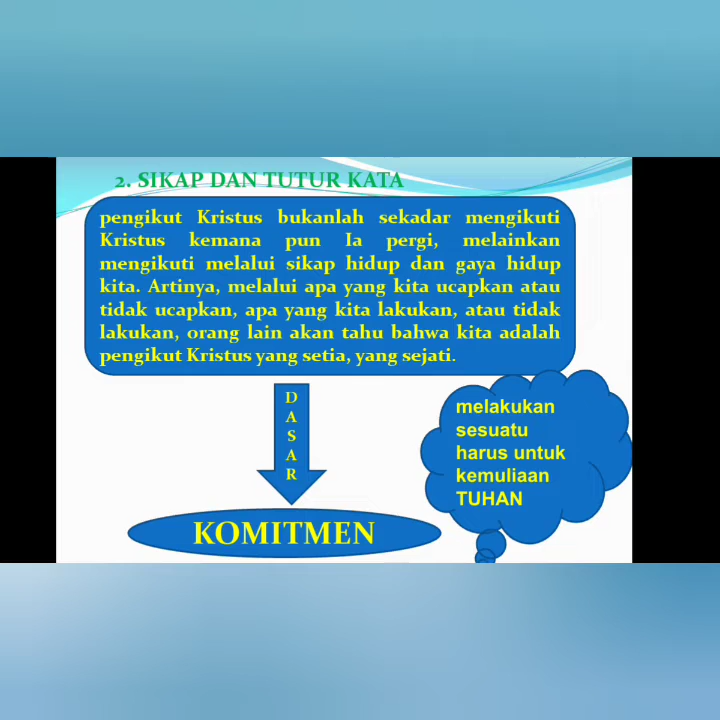 2. SIKAP DAN TUTUR KATA
pengikut Kristus bukanlah sekadar mengikuti
Kristus kemana pun Ia pergi, melainkan
mengikuti melalui sikap hidup dan gaya hidup
kita. Artinya, melalui apa yang kita ucapkan atau
tidak ucapkan, apa yang kita lakukan, atau tidak
lakukan, orang lain akan tahu bahwa kita adalah
pengikut Kristus yang setia, yang sejati.
D
A
S
A
R
melakukan
sesuatu
harus untuk
kemuliaan
TUHAN
KOMITMEN